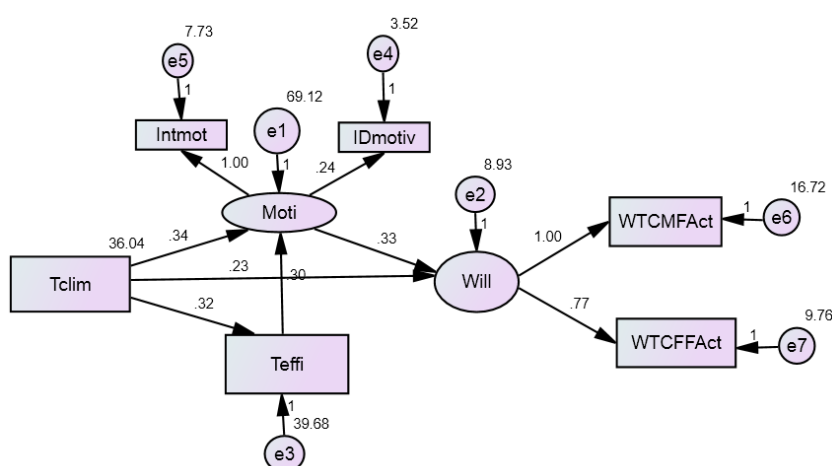 7.73
3.52
e5
e4
69.12
1
1
Intmot
e1
IDmotiv
1.00
1
.24
8.93
Moti
e2
16.72
36.04
.34
1
1
e6
.33
1.00
WTCMFAct
Tclim
.23
.30
Will
.32
.77
9.76
WTCFFAct
1
e7
Teffi
1
39.68
e3